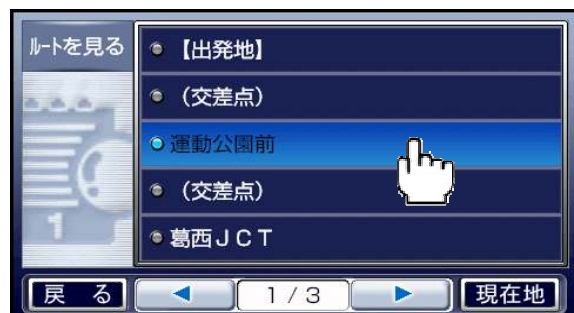 ルートを見る
【出発地】
(交差点)
運動公園前
(交差点)
葛西JCT
1
戻る
1/3
現在地